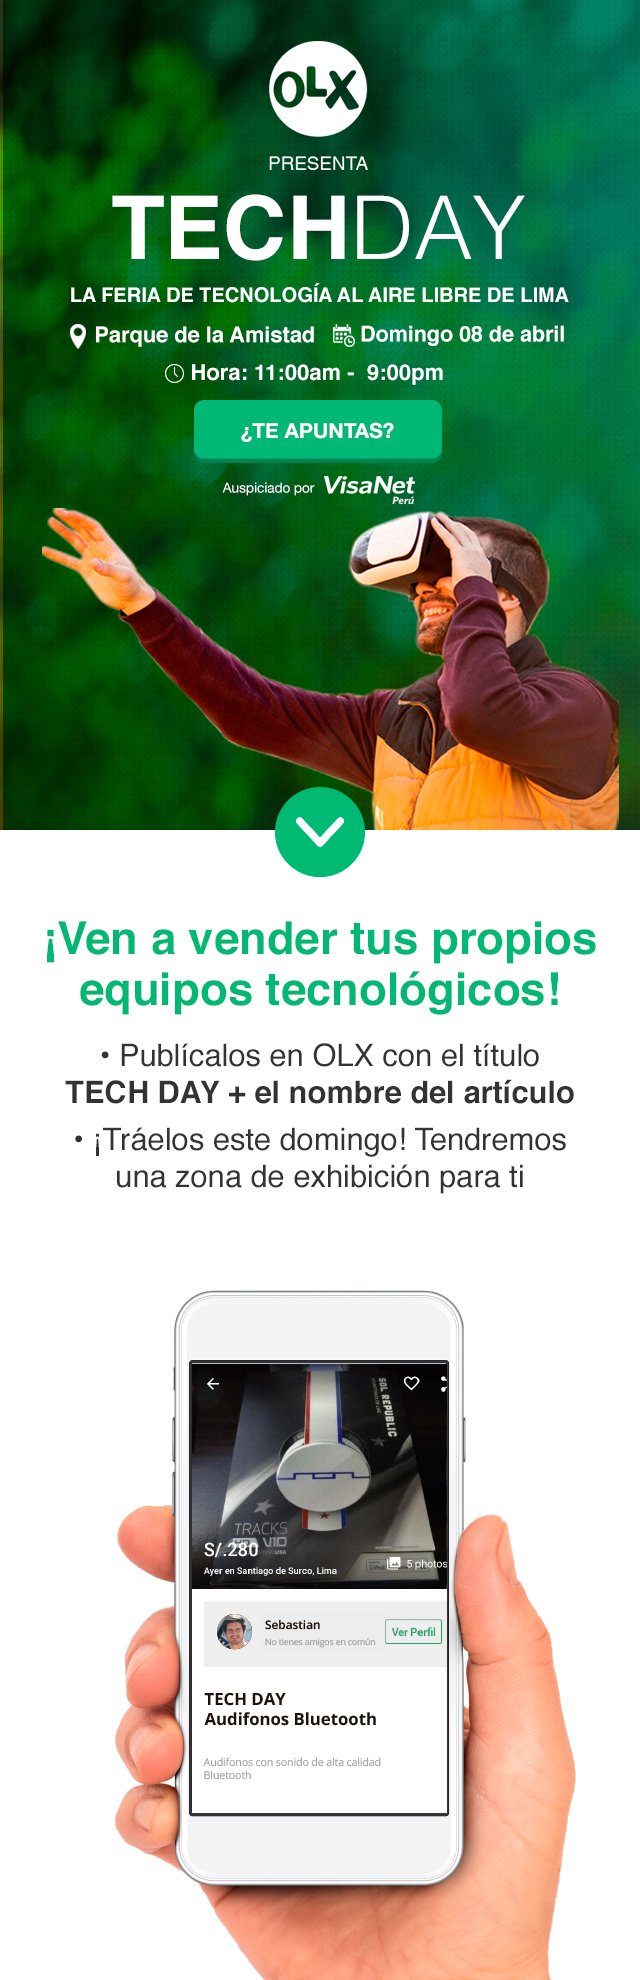 OLX
PRESENTA
TECHDAY
LA FERIA DE TECNOLOGÍA AL AIRE LIBRE DE LIMA
Parque de la Amistad Domingo 08 de abril
Hora: 11:00am - 9:00pm
¿TE APUNTAS?
Auspiciado por VisaNet
Perú
¡Ven a vender tus propios
equipos tecnológicos!
• Publícalos en OLX con el título
TECH DAY + el nombre del artículo
• ¡Tráelos este domingo! Tendremos
una zona de exhibición para ti
SOL REPUBLIC
TRACKS
V10
S/.280
5 photos
Ayer en Santiago de Surco, Lima
Sebastian
No tienes amigos en común
Ver Perfil
TECH DAY
Audifonos Bluetooth
Audifonos con sonido de alta calidad
Bluetooth